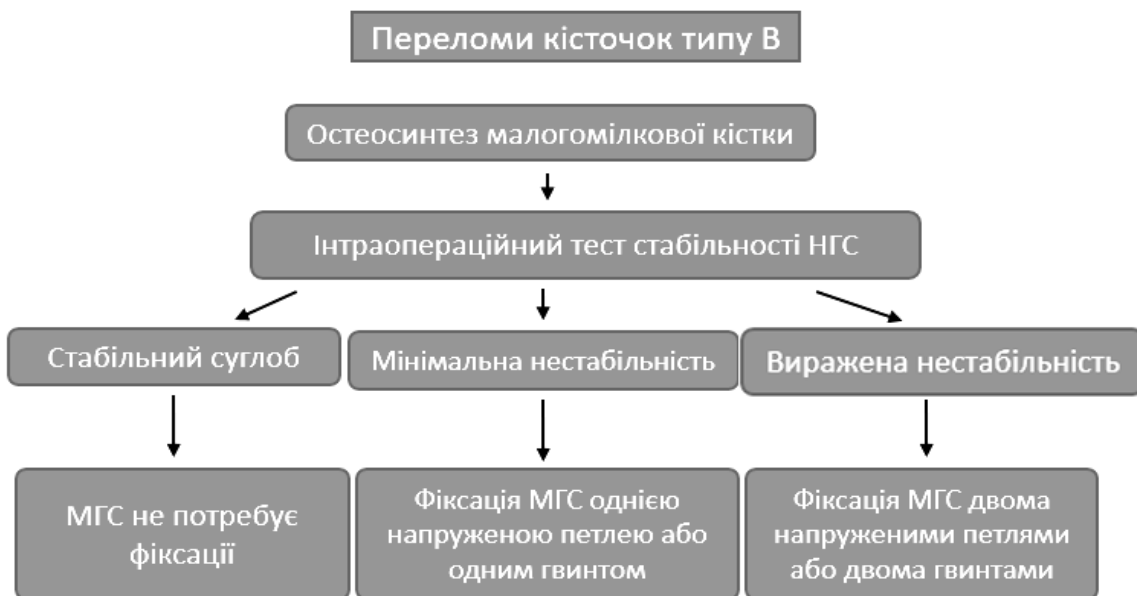 Переломи кісточок типу В
Остеосинтез малогомілкової кістки
Інтраопераційний тест стабільності НГС
Стабільний суглоб
Мінімальна нестабільність
Виражена нестабільність
МГС не потребує
фіксації
Фіксація МГС однією
напруженою петлею або
одним гвинтом
Фіксація МГС двома
напруженими петлями
або двома гвинтами